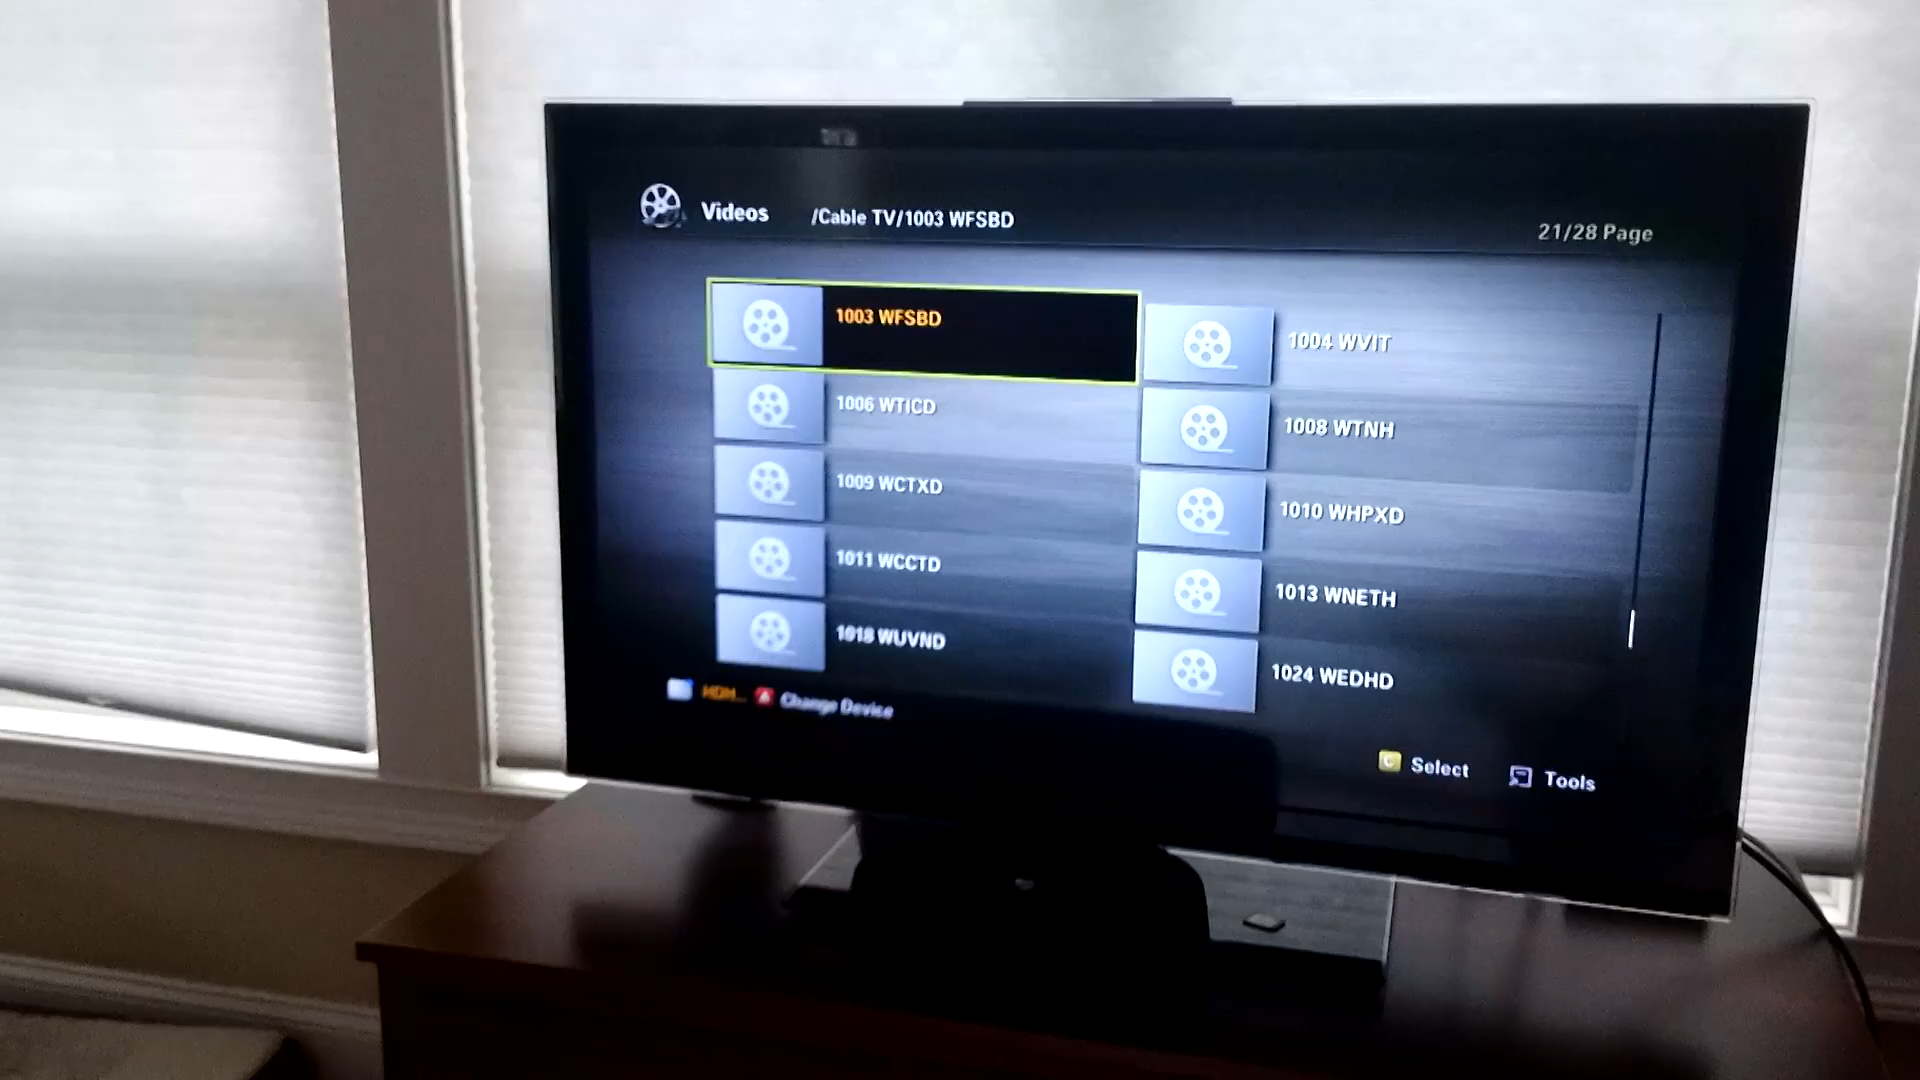 Videos /Cable TV/1003 WFSBD
21/28 Page
1003 WFSBD
1004 WVIT
1006 WTICD
1008 WTNH
1009 WCTXD
1010 WHPXD
1011 WCCTD
1013 WNETH
1018 WUVND
1024 WEDHD
HDH... A Change Device
C Select Tools